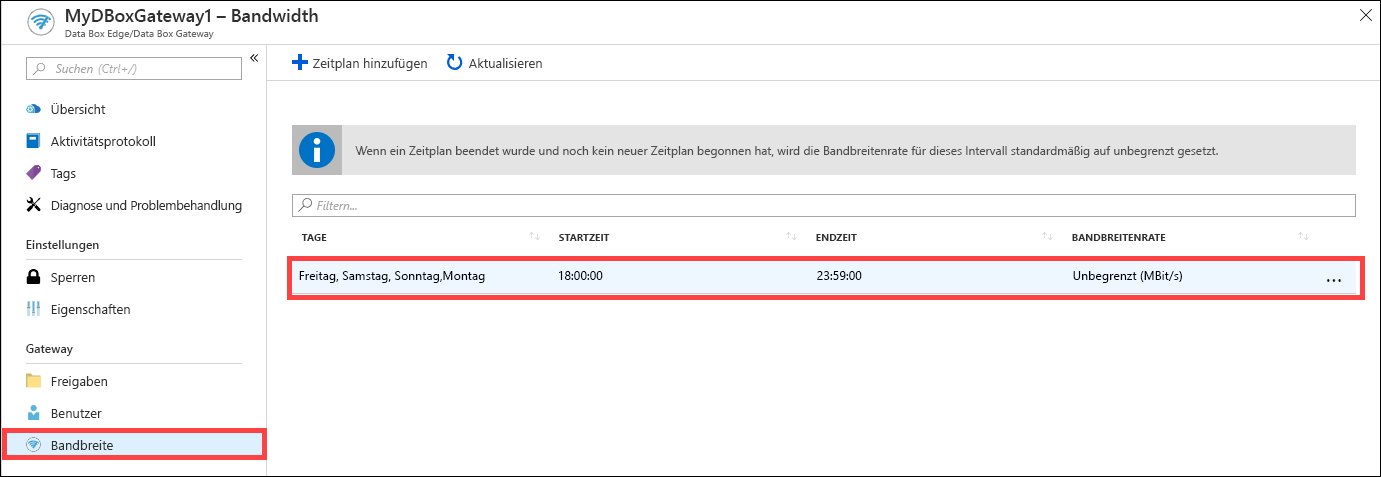 MyDBoxGateway1 – Bandwidth
Data Box Edge/Data Box Gateway
Suchen (Ctrl+/)
Übersicht
Aktivitätsprotokoll
Tags
Diagnose und Problembehandlung
Einstellungen
Sperren
Eigenschaften
Gateway
Freigaben
Benutzer
Bandbreite
Zeitplan hinzufügen Aktualisieren
Wenn ein Zeitplan beendet wurde und noch kein neuer Zeitplan begonnen hat, wird die Bandbreitenrate für dieses Intervall standardmäßig auf unbegrenzt gesetzt.
Filtern...
TAGE STARTZEIT ENDZEIT BANDBREITENRATE
Freitag, Samstag, Sonntag,Montag 18:00:00 23:59:00 Unbegrenzt (MBit/s) ...